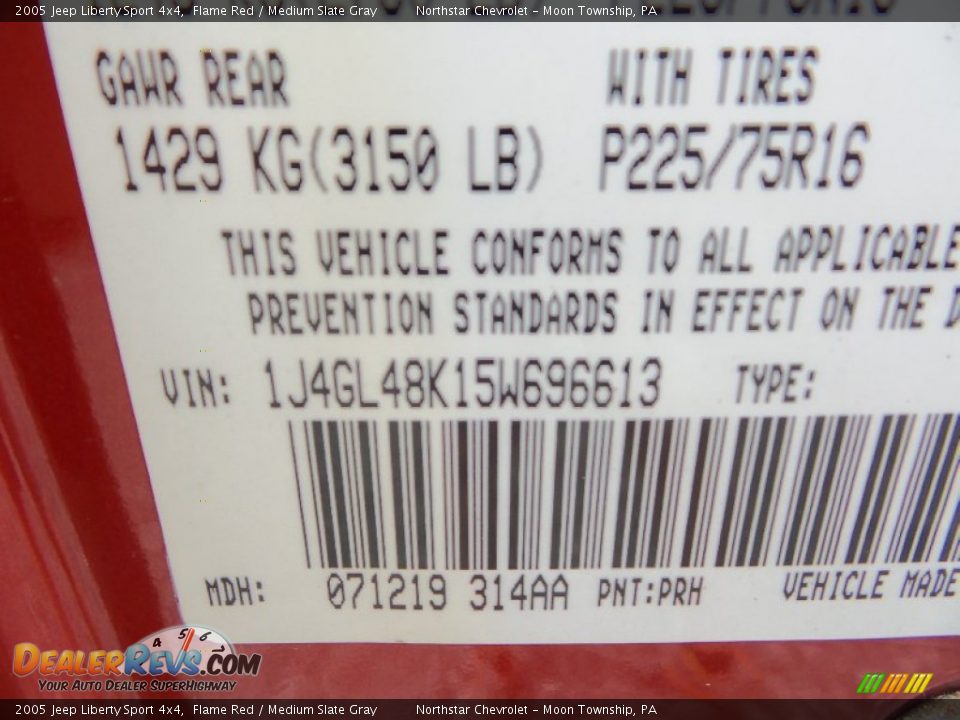 2005 Jeep Liberty Sport 4x4, Flame Red / Medium Slate Gray Northstar Chevrolet - Moon Township, PA
GAWR REAR WITH TIRES
1429 KG(3150 LB) P225/75R16
THIS VEHICLE CONFORMS TO ALL APPLICABLE
PREVENTION STANDARDS IN EFFECT ON THE D
VIN: 1J4GL48K15W696613 TYPE:
MDH: 071219 314AA PNT:PRH VEHICLE MADE
4 5 6
DEALERREVS.COM
YOUR AUTO DEALER SUPERHIGHWAY
2005 Jeep Liberty Sport 4x4, Flame Red / Medium Slate Gray Northstar Chevrolet - Moon Township, PA